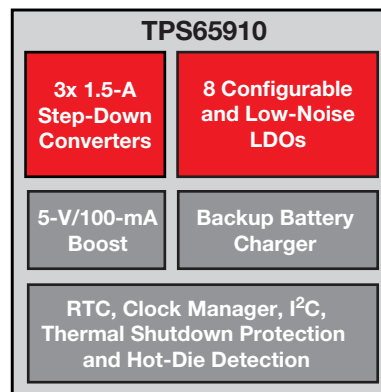 TPS65910
3x 1.5-A
Step-Down
Converters
8 Configurable
and Low-Noise
LDOs
5-V/100-mA
Boost
Backup Battery
Charger
RTC, Clock Manager, I²C,
Thermal Shutdown Protection
and Hot-Die Detection